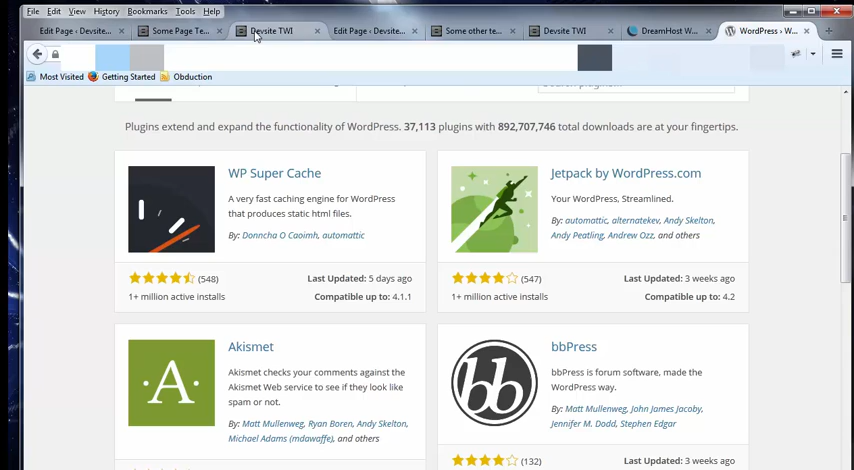 File Edit View History Bookmarks Tools Help
Edit Page ‹ Devsite... × Some Page Te... × Devsite TWI × Edit Page ‹ Devsite... × Some other te... × Devsite TWI × DreamHost W... × WordPress › W... ×
Most Visited Getting Started Obduction
Plugins extend and expand the functionality of WordPress. 37,113 plugins with 892,707,746 total downloads are at your fingertips.
WP Super Cache
A very fast caching engine for WordPress
that produces static html files.
By: Donncha O Caoimh, automattic
(548) Last Updated: 5 days ago
1+ million active installs Compatible up to: 4.1.1
Jetpack by WordPress.com
Your WordPress, Streamlined.
By: automattic, alternatekev, Andy Skelton,
Andy Peatling, Andrew Ozz, and others
(547) Last Updated: 3 weeks ago
1+ million active installs Compatible up to: 4.2
·A·
Akismet
Akismet checks your comments against the
Akismet Web service to see if they look like
spam or not.
By: Matt Mullenweg, Ryan Boren, Andy Skelton,
Michael Adams (mdawaffe), and others
bb
bbPress
bbPress is forum software, made the
WordPress way.
By: Matt Mullenweg, John James Jacoby,
Jennifer M. Dodd, Stephen Edgar
(132) Last Updated: 3 weeks ago